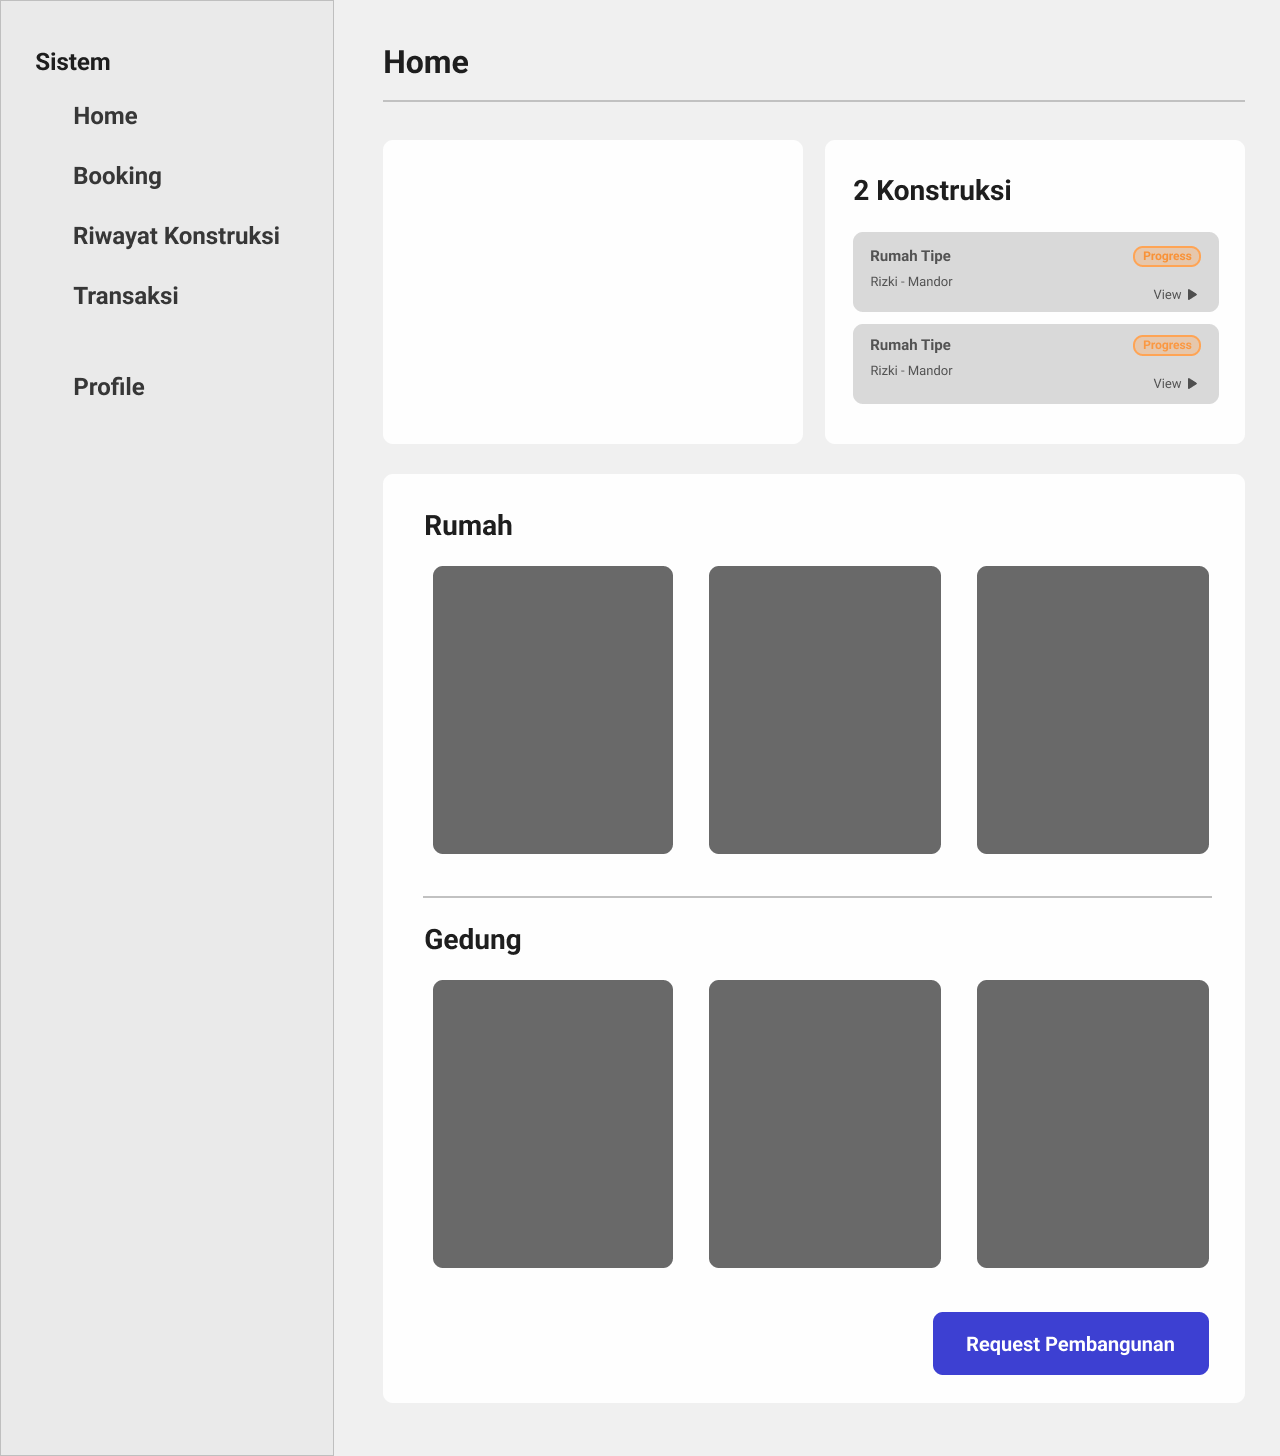 Sistem
Home
Booking
Riwayat Konstruksi
Transaksi
Profile
Home
2 Konstruksi
Rumah Tipe
Progress
Rizki - Mandor
View
Rumah Tipe
Progress
Rizki - Mandor
View
Rumah
Gedung
Request Pembangunan